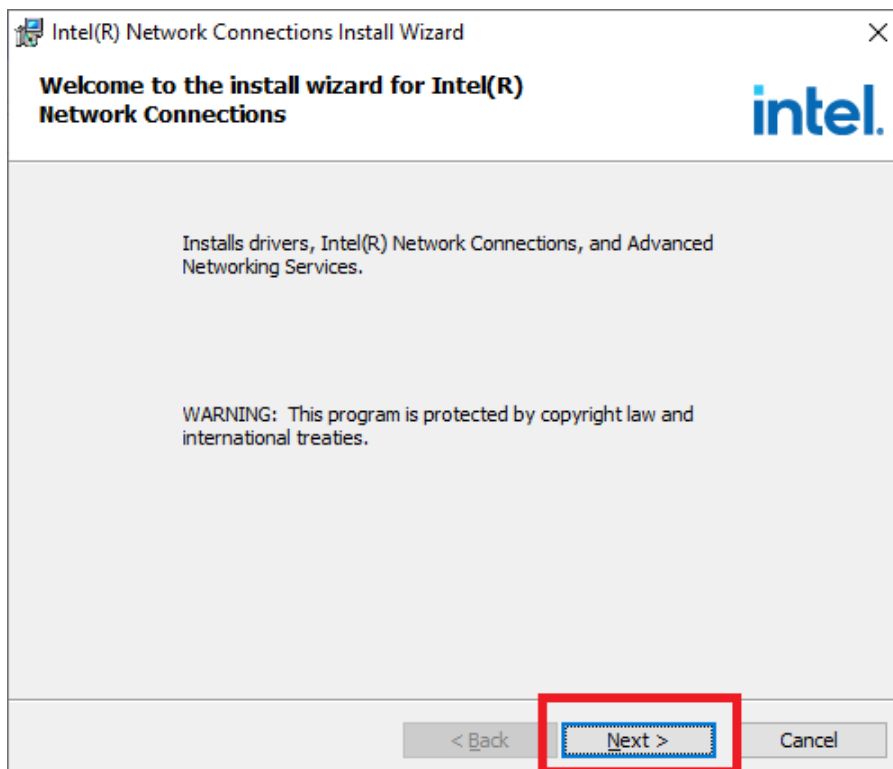 Intel(R) Network Connections Install Wizard
Welcome to the install wizard for Intel(R)
Network Connections
intel.
Installs drivers, Intel(R) Network Connections, and Advanced
Networking Services.
WARNING:  This program is protected by copyright law and
international treaties.
< Back
Next >
Cancel